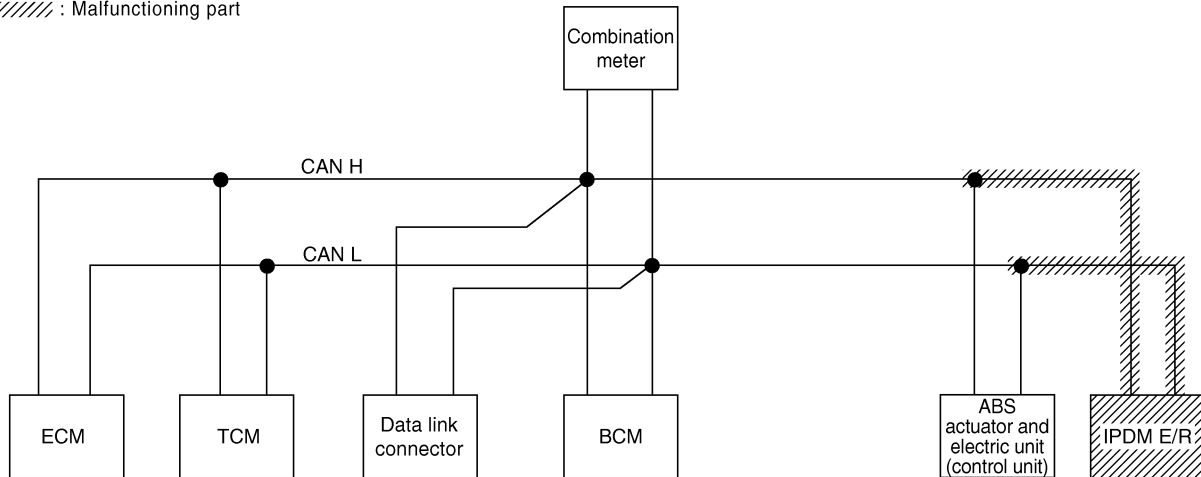 : Malfunctioning part
Combination
meter
CAN H
CAN L
ECM
TCM
Data link
connector
BCM
ABS
actuator and
electric unit
(control unit)
IPDM E/R